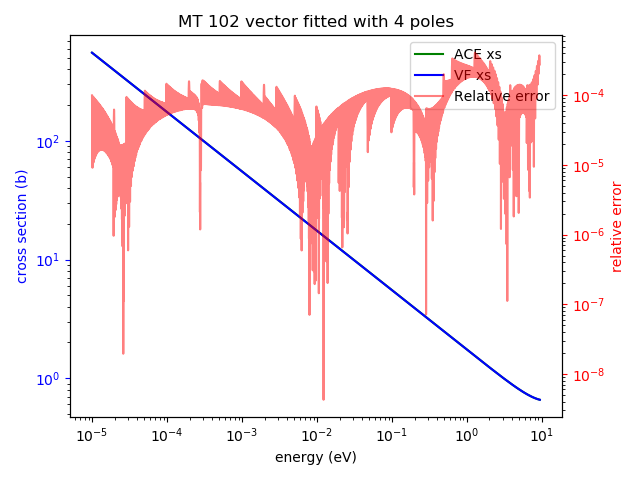 MT 102 vector fitted with 4 poles
ACE xs
VF xs
Relative error
cross section (b)
10² 
10¹
10⁰
relative error
10⁻⁴
10⁻⁵
10⁻⁶
10⁻⁷
10⁻⁸
10⁻⁵ 10⁻⁴ 10⁻³ 10⁻² 10⁻¹ 10⁰ 10¹
energy (eV)